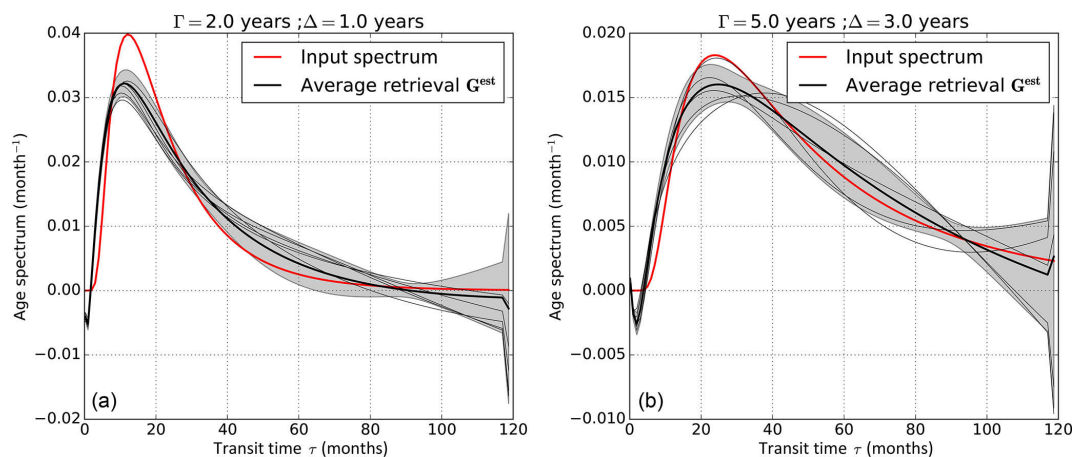 Γ = 2.0 years ;Δ = 1.0 years
0.04
0.03
0.02
0.01
0.00
−0.01
−0.02
Age spectrum (month⁻¹)
Input spectrum
Average retrieval G^est
(a)
0 20 40 60 80 100 120
Transit time τ (months)
Γ = 5.0 years ;Δ = 3.0 years
0.020
0.015
0.010
0.005
0.000
−0.005
−0.010
Age spectrum (month⁻¹)
Input spectrum
Average retrieval G^est
(b)
0 20 40 60 80 100 120
Transit time τ (months)